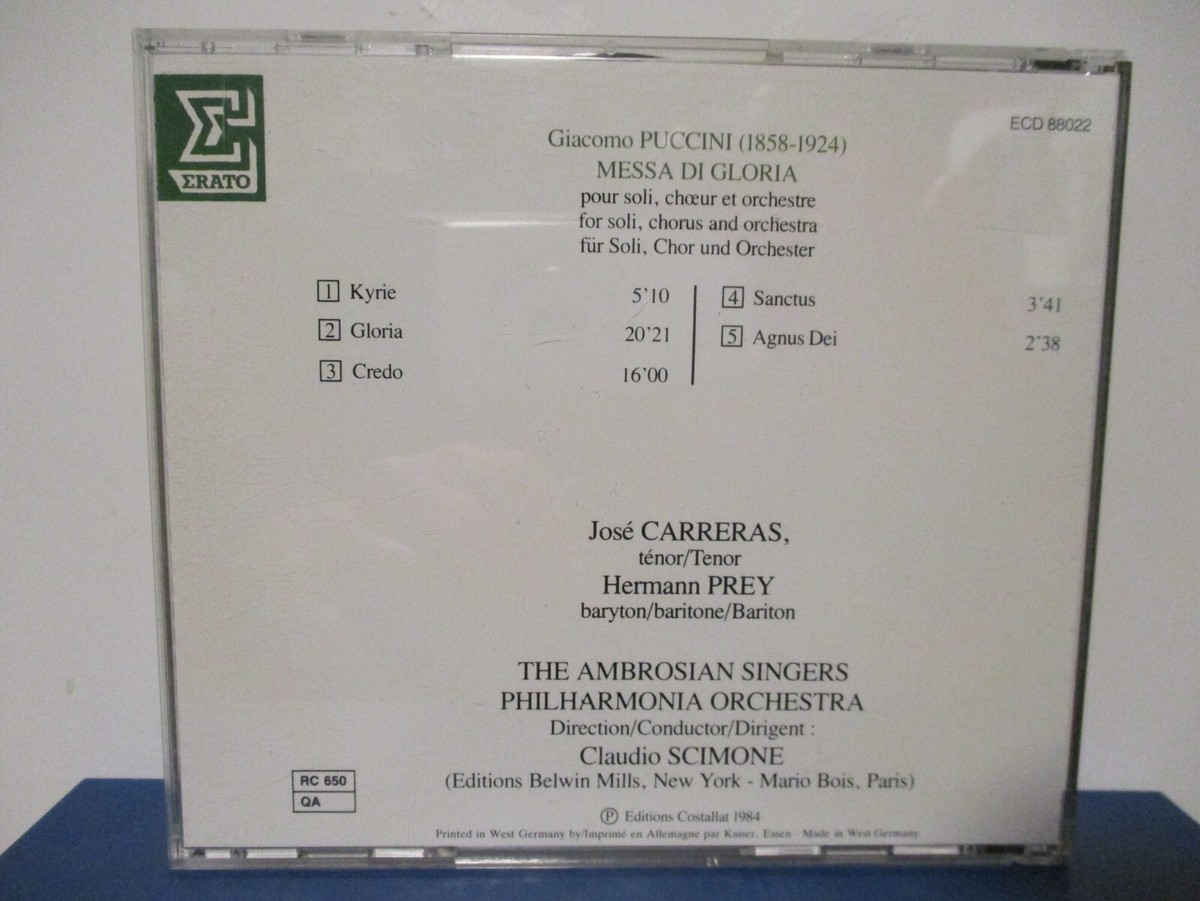 ΣRATO
ECD 88022
Giacomo PUCCINI (1858-1924)
MESSA DI GLORIA
pour soli, chœur et orchestre
for soli, chorus and orchestra
für Soli, Chor und Orchester
1 Kyrie 5'10
2 Gloria 20'21
3 Credo 16'00
4 Sanctus 3'41
5 Agnus Dei 2'38
José CARRERAS,
ténor/Tenor
Hermann PREY
baryton/baritone/Bariton
THE AMBROSIAN SINGERS
PHILHARMONIA ORCHESTRA
Direction/Conductor/Dirigent :
Claudio SCIMONE
(Editions Belwin Mills, New York - Mario Bois, Paris)
RC 650
QA
Ⓟ Editions Costallat 1984
Printed in West Germany by/Imprimé en Allemagne par Kaiser, Essen - Made in West Germany